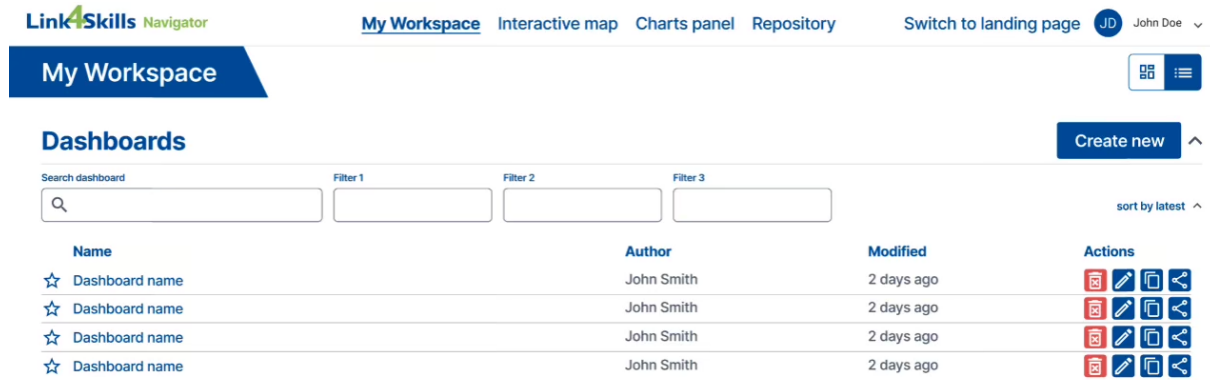 Link4Skills Navigator My Workspace Interactive map Charts panel Repository Switch to landing page JD John Doe
My Workspace
Dashboards Create new
Search dashboard Filter 1 Filter 2 Filter 3
sort by latest
Name Author Modified Actions
Dashboard name John Smith 2 days ago
Dashboard name John Smith 2 days ago
Dashboard name John Smith 2 days ago
Dashboard name John Smith 2 days ago